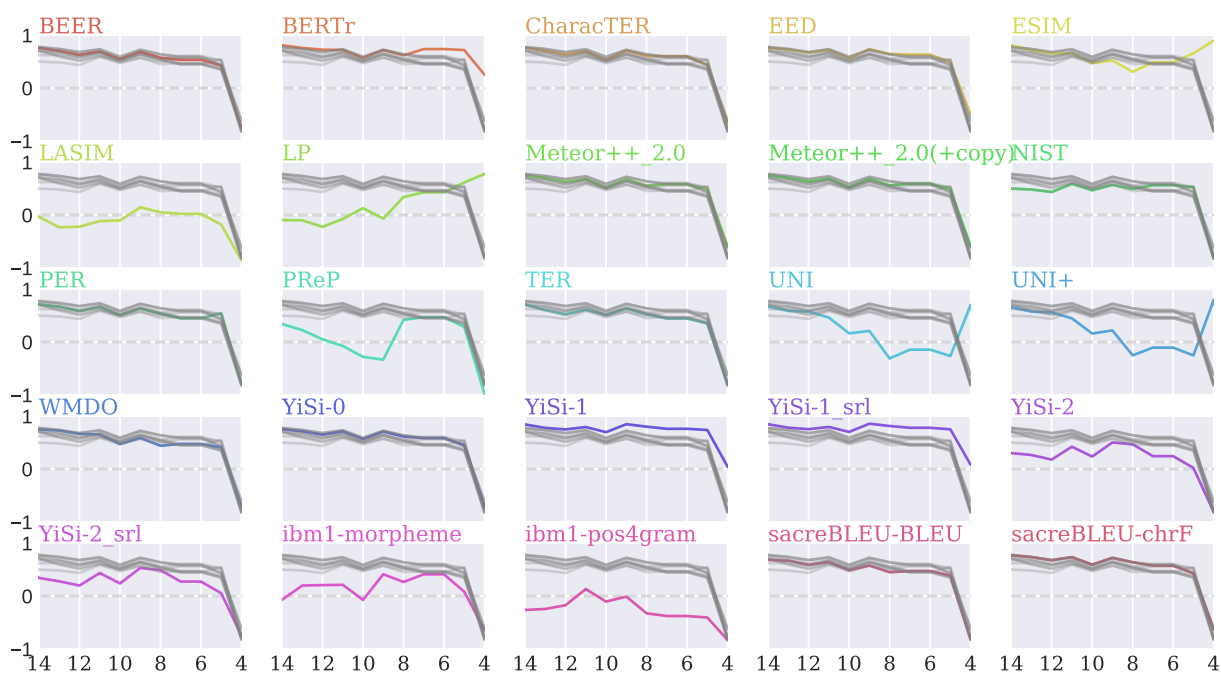 BEER BERTr CharacTER EED ESIM
1
0
−1
LASIM LP Meteor++_2.0 Meteor++_2.0(+copy) NIST
1
0
−1
PER PReP TER UNI UNI+
1
0
−1
WMDO YiSi-0 YiSi-1 YiSi-1_srl YiSi-2
1
0
−1
YiSi-2_srl ibm1-morpheme ibm1-pos4gram sacreBLEU-BLEU sacreBLEU-chrF
1
0
−1
14 12 10 8 6 4 14 12 10 8 6 4 14 12 10 8 6 4 14 12 10 8 6 4 14 12 10 8 6 4